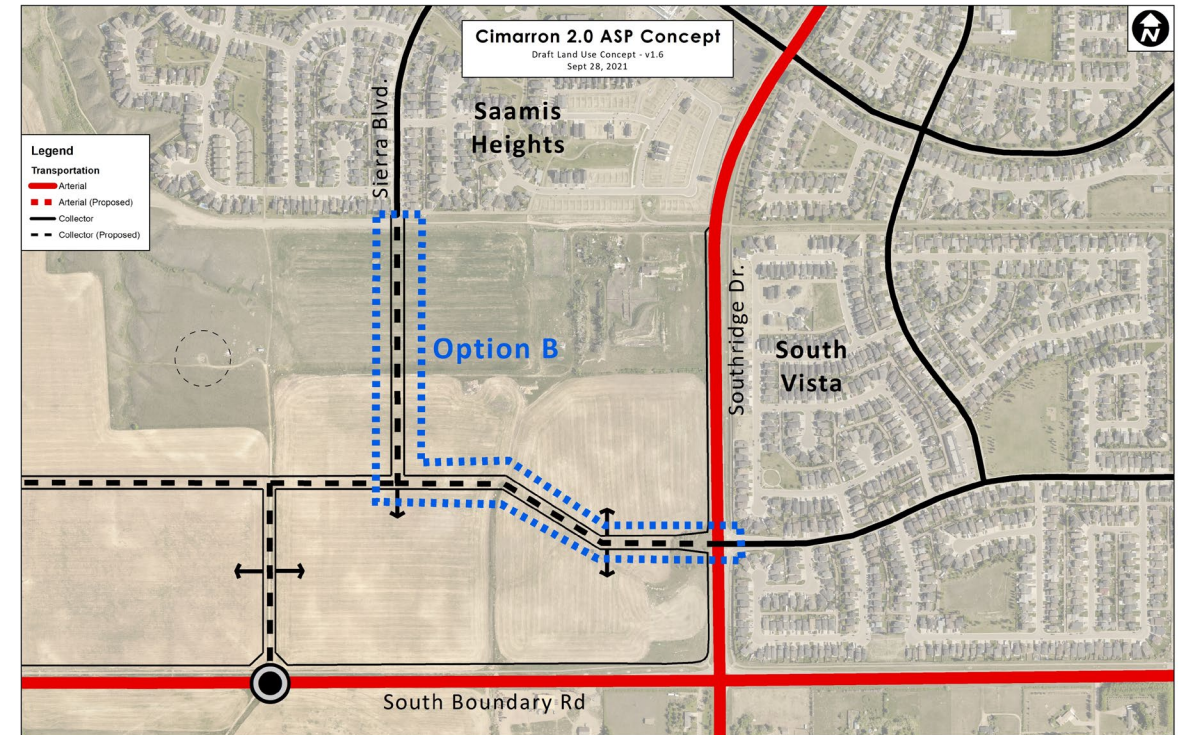 Cimarron 2.0 ASP Concept
Draft Land Use Concept - v1.6
Sept 28, 2021
N
Sierra Blvd.
Saamis
Heights
Legend
Transportation
Arterial
Arterial (Proposed)
Collector
Collector (Proposed)
Option B
Southridge Dr.
South
Vista
South Boundary Rd